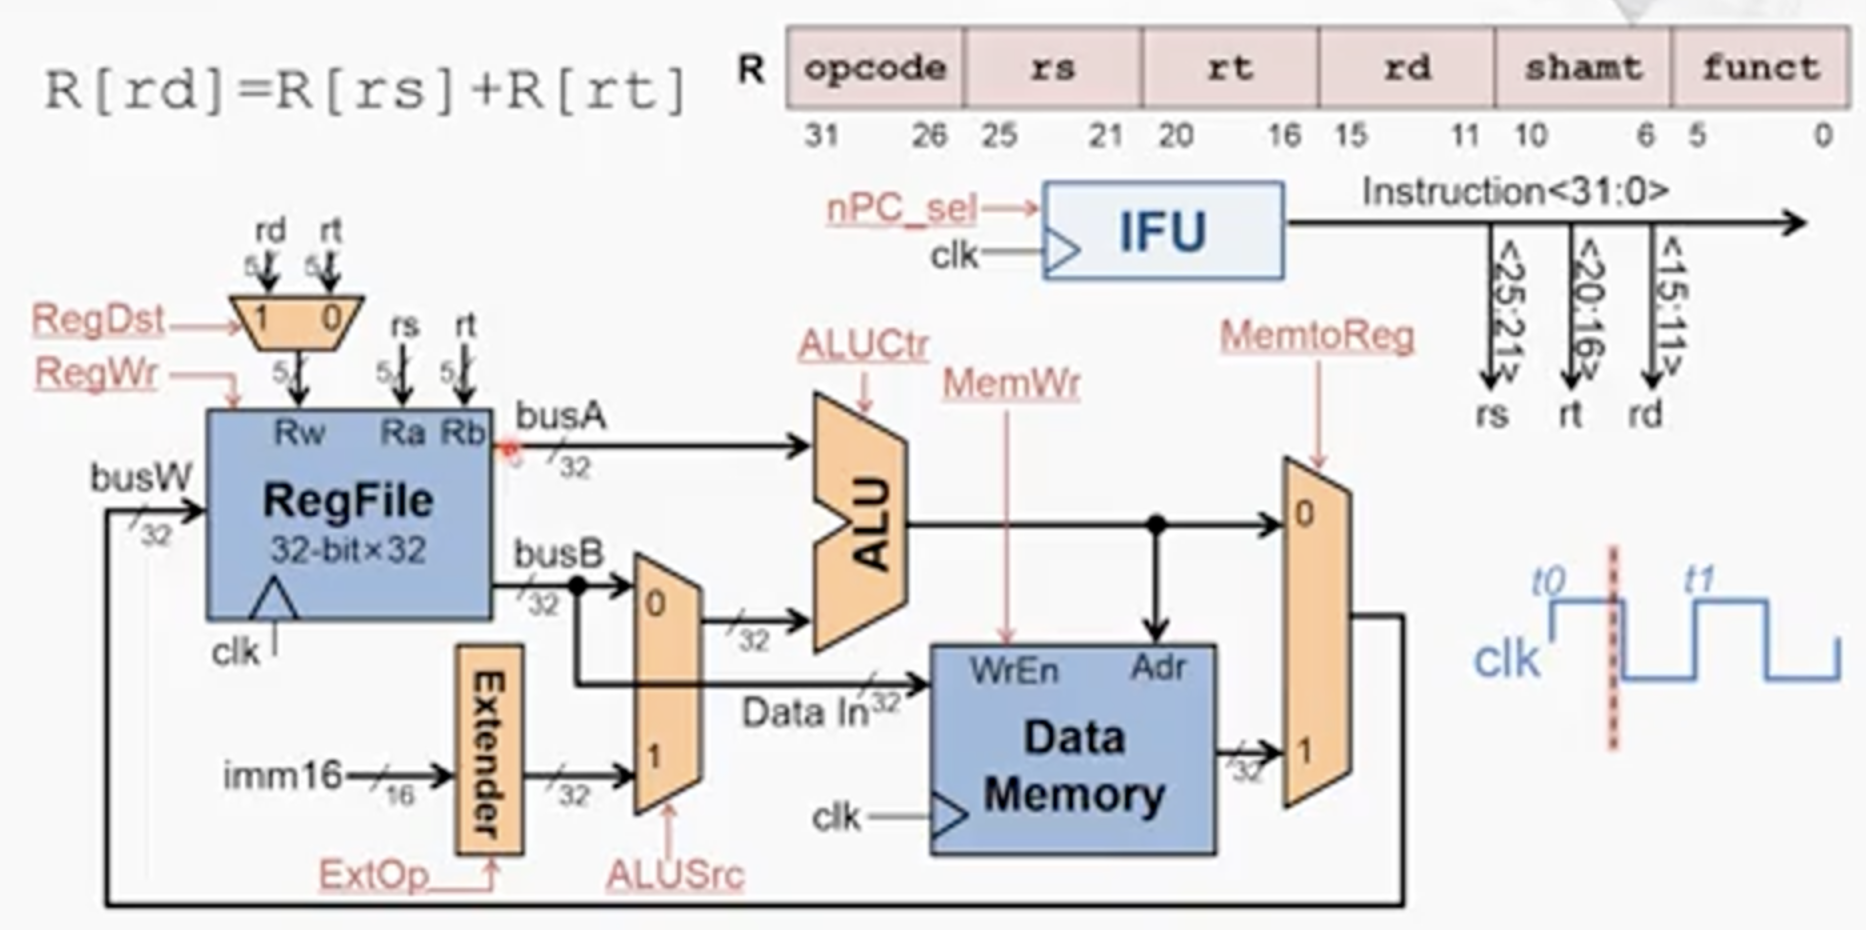 R[rd]=R[rs]+R[rt]
R opcode rs rt rd shamt funct
31 26 25 21 20 16 15 11 10 6 5 0
nPC_sel
clk
IFU
Instruction<31:0>
<25:21>
<20:16>
<15:11>
rs rt rd
rd rt
5 5
RegDst
1 0
RegWr
5
rs rt
5 5
Rw Ra Rb
busW
32
RegFile
32-bit×32
clk
busA
32
busB
32
ALUCtr
ALU
MemWr
MemtoReg
0
1
32
Data In 32
0
1
imm16
16
Extender
32
ExtOp
ALUSrc
WrEn Adr
Data
Memory
clk
32
t0 t1
clk